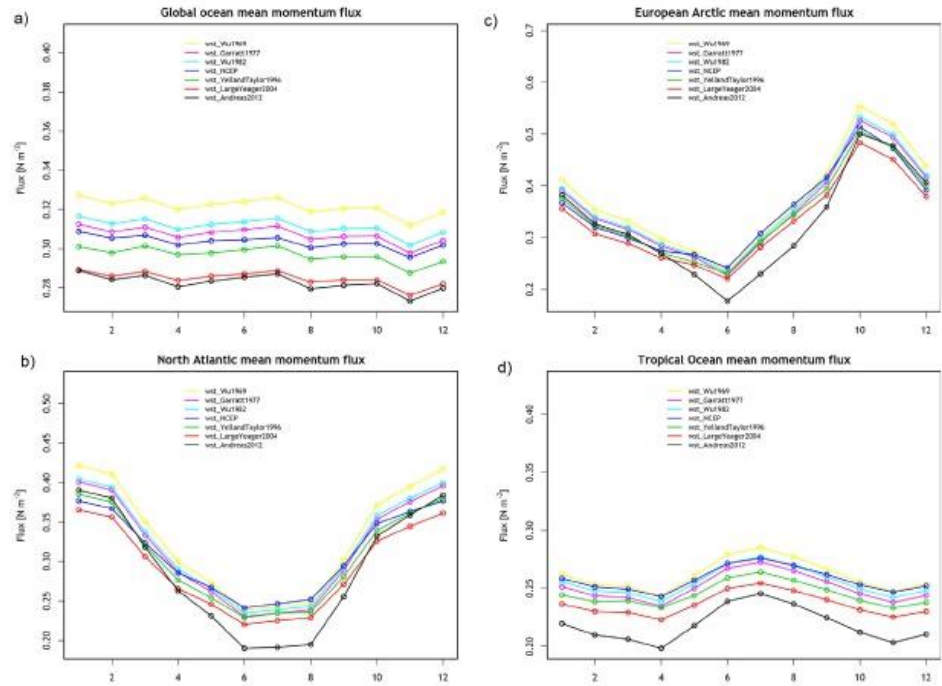 a)
Global ocean mean momentum flux
wst_Wu1969
wst_Garratt1977
wst_Wu1982
wst_NCEP
wst_YellandTaylor1996
wst_LargeYeager2004
wst_Andreas2012
Flux [N m⁻²]
0.40
0.38
0.36
0.34
0.32
0.30
0.28
2 4 6 8 10 12
c)
European Arctic mean momentum flux
wst_Wu1969
wst_Garratt1977
wst_Wu1982
wst_NCEP
wst_YellandTaylor1996
wst_LargeYeager2004
wst_Andreas2012
Flux [N m⁻²]
0.7
0.6
0.5
0.4
0.3
0.2
2 4 6 8 10 12
b)
North Atlantic mean momentum flux
wst_Wu1969
wst_Garratt1977
wst_Wu1982
wst_NCEP
wst_YellandTaylor1996
wst_LargeYeager2004
wst_Andreas2012
Flux [N m⁻²]
0.50
0.45
0.40
0.35
0.30
0.25
0.20
2 4 6 8 10 12
d)
Tropical Ocean mean momentum flux
wst_Wu1969
wst_Garratt1977
wst_Wu1982
wst_NCEP
wst_YellandTaylor1996
wst_LargeYeager2004
wst_Andreas2012
Flux [N m⁻²]
0.40
0.35
0.30
0.25
0.20
2 4 6 8 10 12